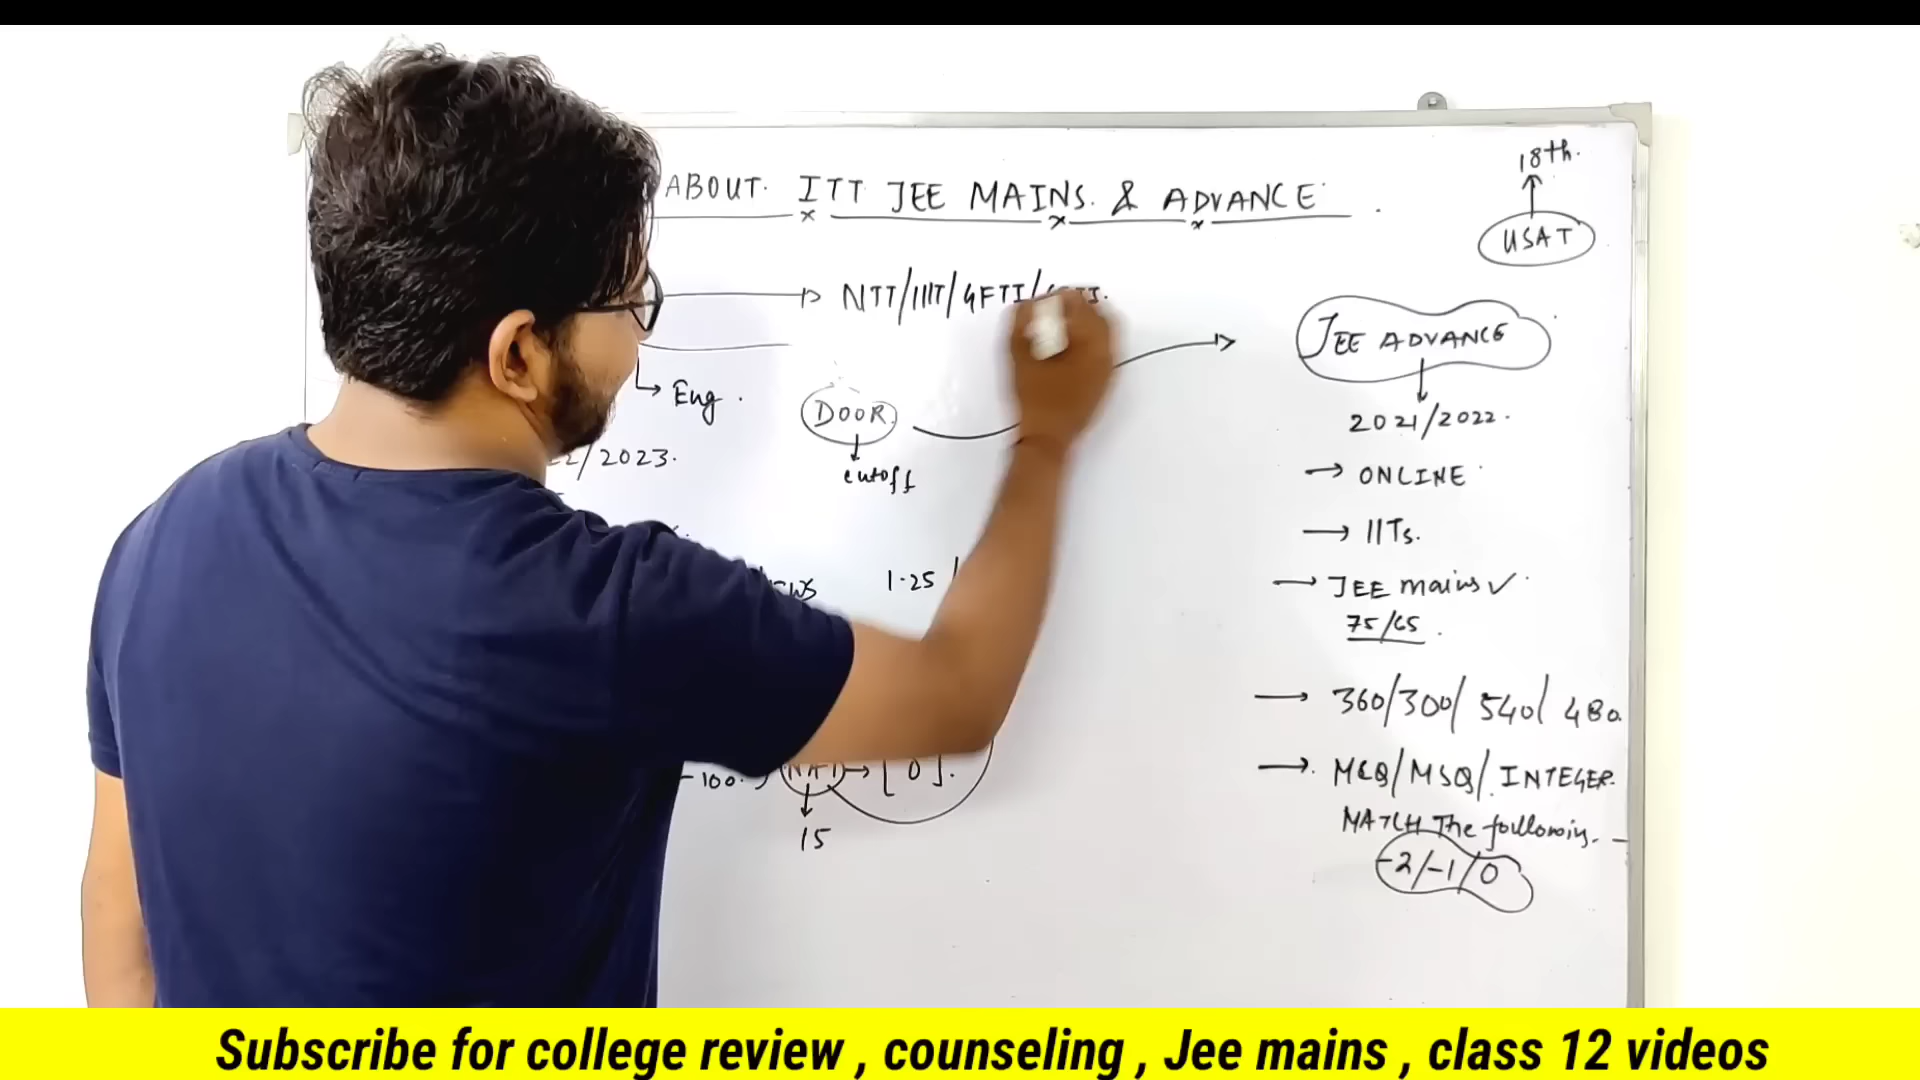 18th.
ABOUT. ITT JEE MAINS. & ADVANCE
USAT
NTT/IIIT/GFTI/
JEE ADVANCE
Eng.
DOOR
2021/2022.
/2023.
cutoff
ONLINE
IITs.
1.25
JEE mains ✓
75/65.
360/300/540/480
-100.
[0].
MCQ/MSQ/INTEGER.
MATCH The following.
15
-2/-1/0
Subscribe for college review , counseling , Jee mains , class 12 videos